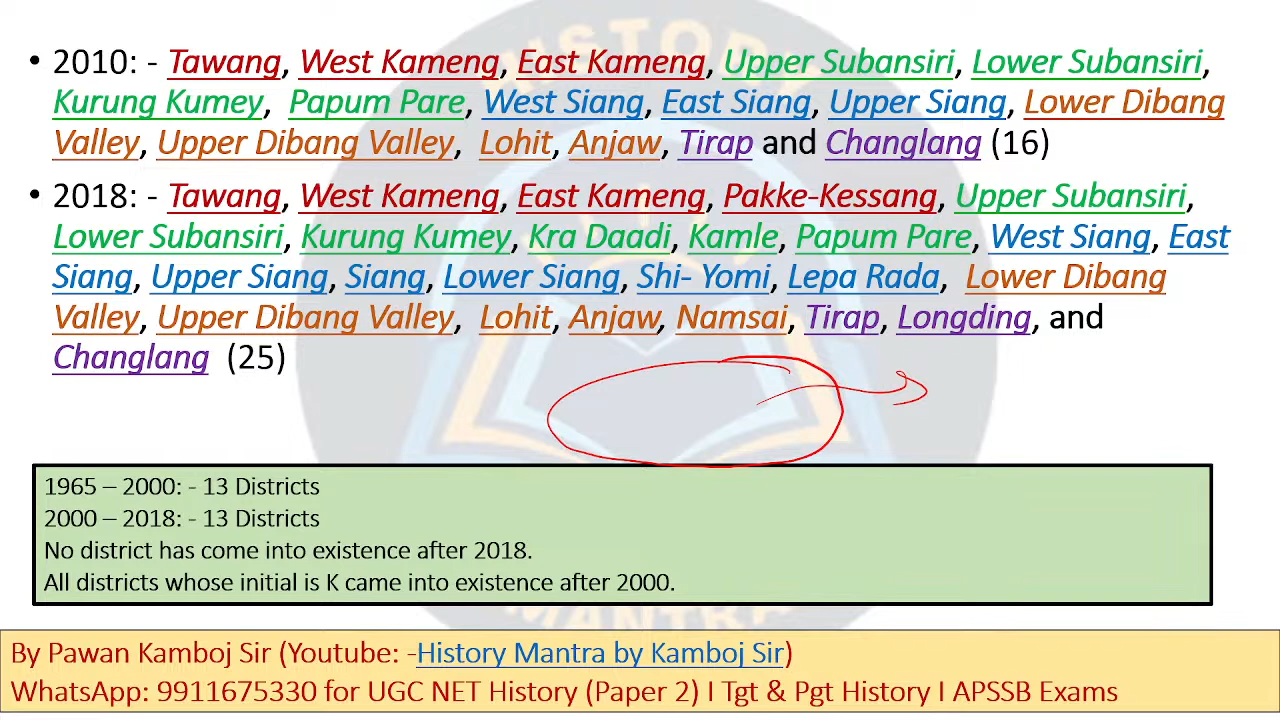 HISTORY
• 2010: - Tawang, West Kameng, East Kameng, Upper Subansiri, Lower Subansiri,
Kurung Kumey, Papum Pare, West Siang, East Siang, Upper Siang, Lower Dibang
Valley, Upper Dibang Valley, Lohit, Anjaw, Tirap and Changlang (16)
• 2018: - Tawang, West Kameng, East Kameng, Pakke-Kessang, Upper Subansiri,
Lower Subansiri, Kurung Kumey, Kra Daadi, Kamle, Papum Pare, West Siang, East
Siang, Upper Siang, Siang, Lower Siang, Shi- Yomi, Lepa Rada, Lower Dibang
Valley, Upper Dibang Valley, Lohit, Anjaw, Namsai, Tirap, Longding, and
Changlang (25)
1965 – 2000: - 13 Districts
2000 – 2018: - 13 Districts
No district has come into existence after 2018.
All districts whose initial is K came into existence after 2000.
MANTRA
By Pawan Kamboj Sir (Youtube: -History Mantra by Kamboj Sir)
WhatsApp: 9911675330 for UGC NET History (Paper 2) I Tgt & Pgt History I APSSB Exams